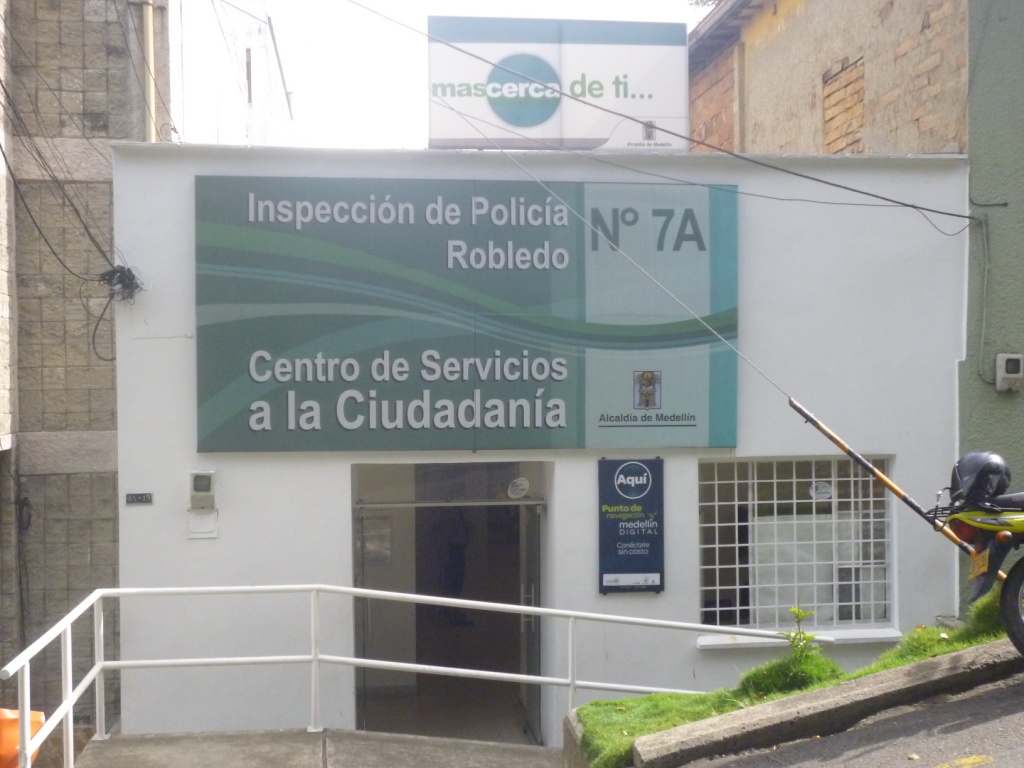 mascerca de ti...
Alcaldía de Medellín
Inspección de Policía
Robledo
N° 7A
Centro de Servicios
a la Ciudadanía
Alcaldía de Medellín
Aquí
Punto de
navegación
medellín
DIGITAL
Conéctate
sin costo